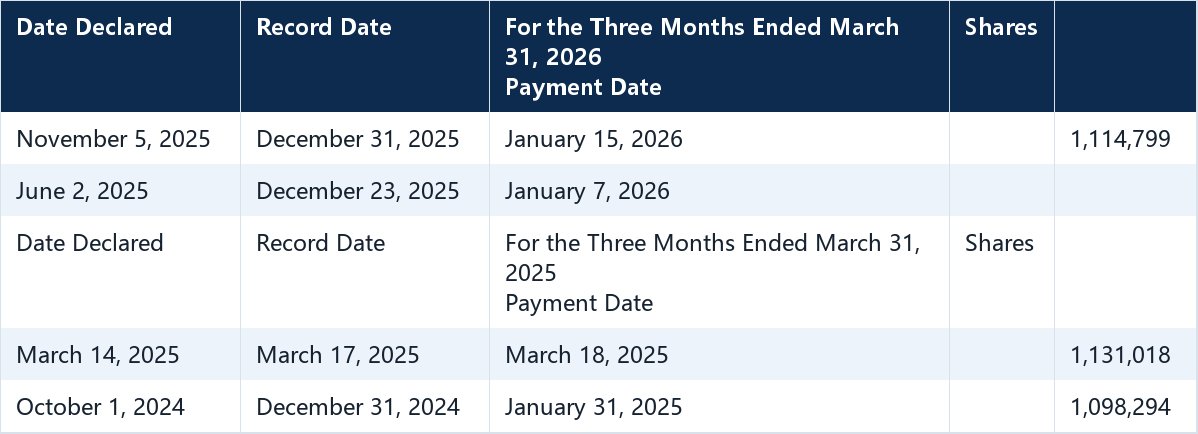 Date Declared Record Date For the Three Months Ended March Shares
31, 2026
Payment Date
November 5, 2025 December 31, 2025 January 15, 2026 1,114,799
June 2, 2025 December 23, 2025 January 7, 2026
Date Declared Record Date For the Three Months Ended March 31, Shares
2025
Payment Date
March 14, 2025 March 17, 2025 March 18, 2025 1,131,018
October 1, 2024 December 31, 2024 January 31, 2025 1,098,294